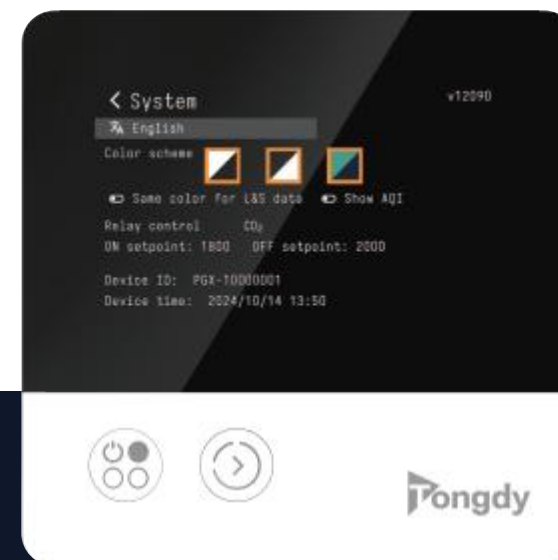 < System
v12090
English
Color scheme
Same color for L&S data Show AQI
Relay control CO₂
ON setpoint: 1800 OFF setpoint: 2000
Device ID: PGX-10000001
Device time: 2024/10/14 13:50
Tongdy